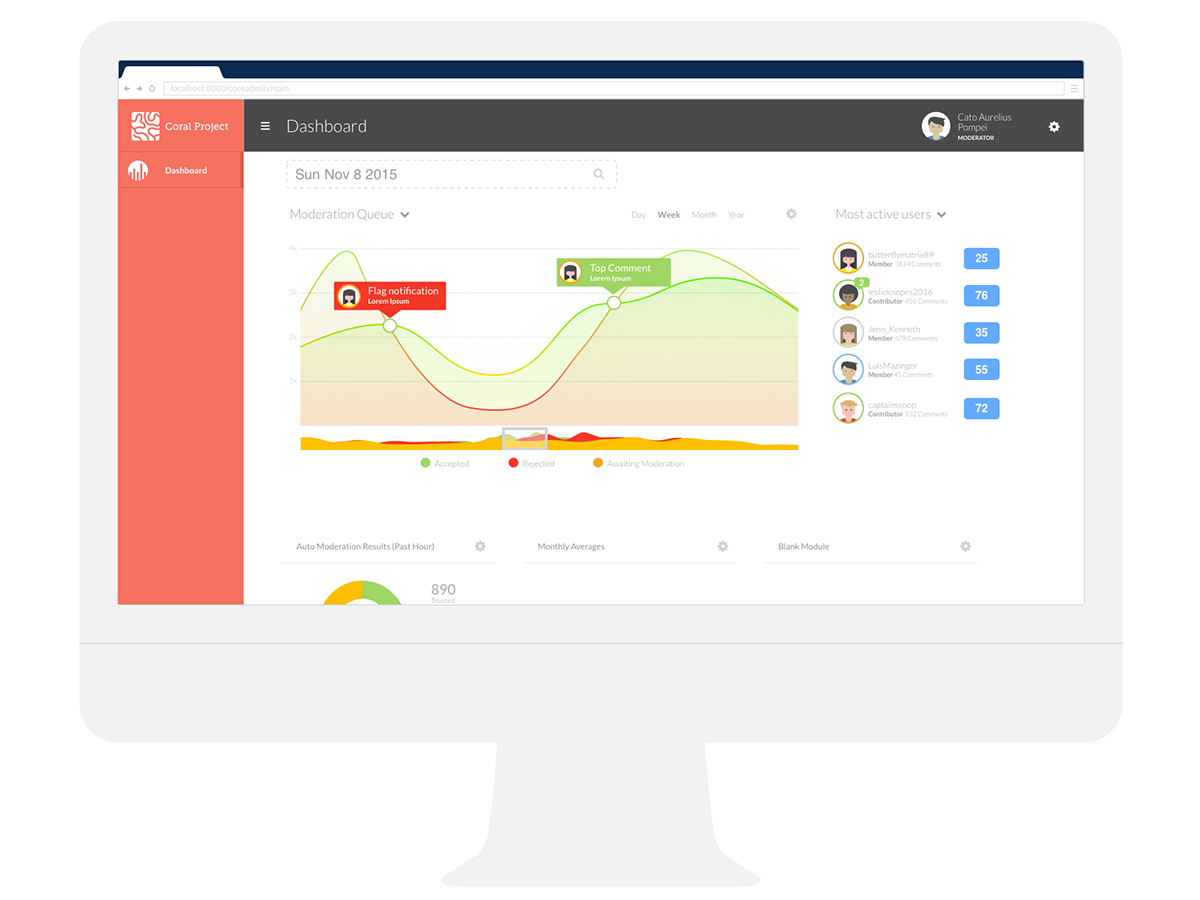 localhost:8080/coreadmin/main
Coral Project
Dashboard
Cato Aurelius
Pompei
MODERATOR
Dashboard
Sun Nov 8 2015
Moderation Queue
Day Week Month Year
Most active users
4k
3k
2k
1k
Flag notification
Lorem Ipsum
Top Comment
Lorem Ipsum
butterflymatrix89
Member 3814 Comments
25
2
leslieknopes2016
Contributor 456 Comments
76
Jenn_Kenneth
Member 678 Comments
35
LuisMazinger
Member 45 Comments
55
captainscoop
Contributor 132 Comments
72
Accepted Rejected Awaiting Moderation
Auto Moderation Results (Past Hour)
Monthly Averages
Blank Module
890
Trusted